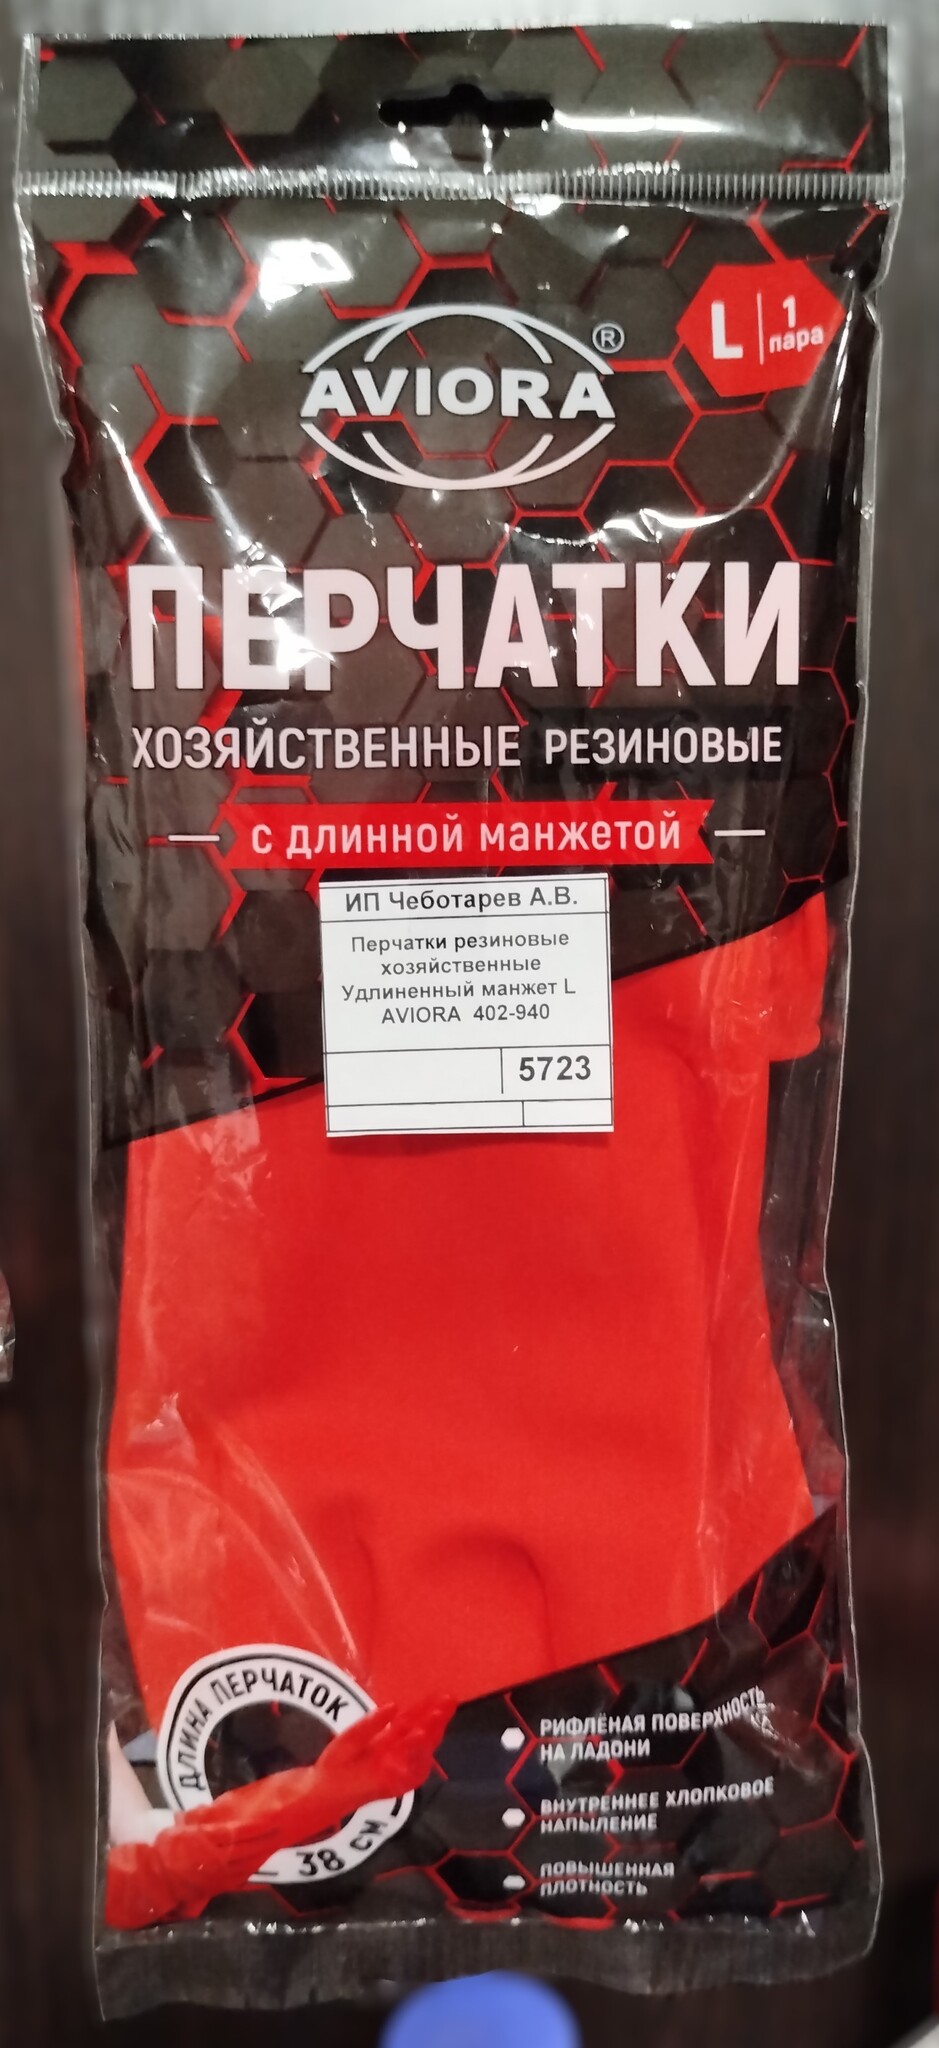 L 1
пара
AVIORA ®
ПЕРЧАТКИ
ХОЗЯЙСТВЕННЫЕ РЕЗИНОВЫЕ
С ДЛИННОЙ МАНЖЕТОЙ
ИП Чеботарев А.В.
Перчатки резиновые
хозяйственные
Удлиненный манжет L
AVIORA 402-940
5723
ДЛИНА ПЕРЧАТОК
38 СМ
РИФЛЁНАЯ ПОВЕРХНОСТЬ
НА ЛАДОНИ
ВНУТРЕННЕЕ ХЛОПКОВОЕ
НАПЫЛЕНИЕ
ПОВЫШЕННАЯ
ПЛОТНОСТЬ